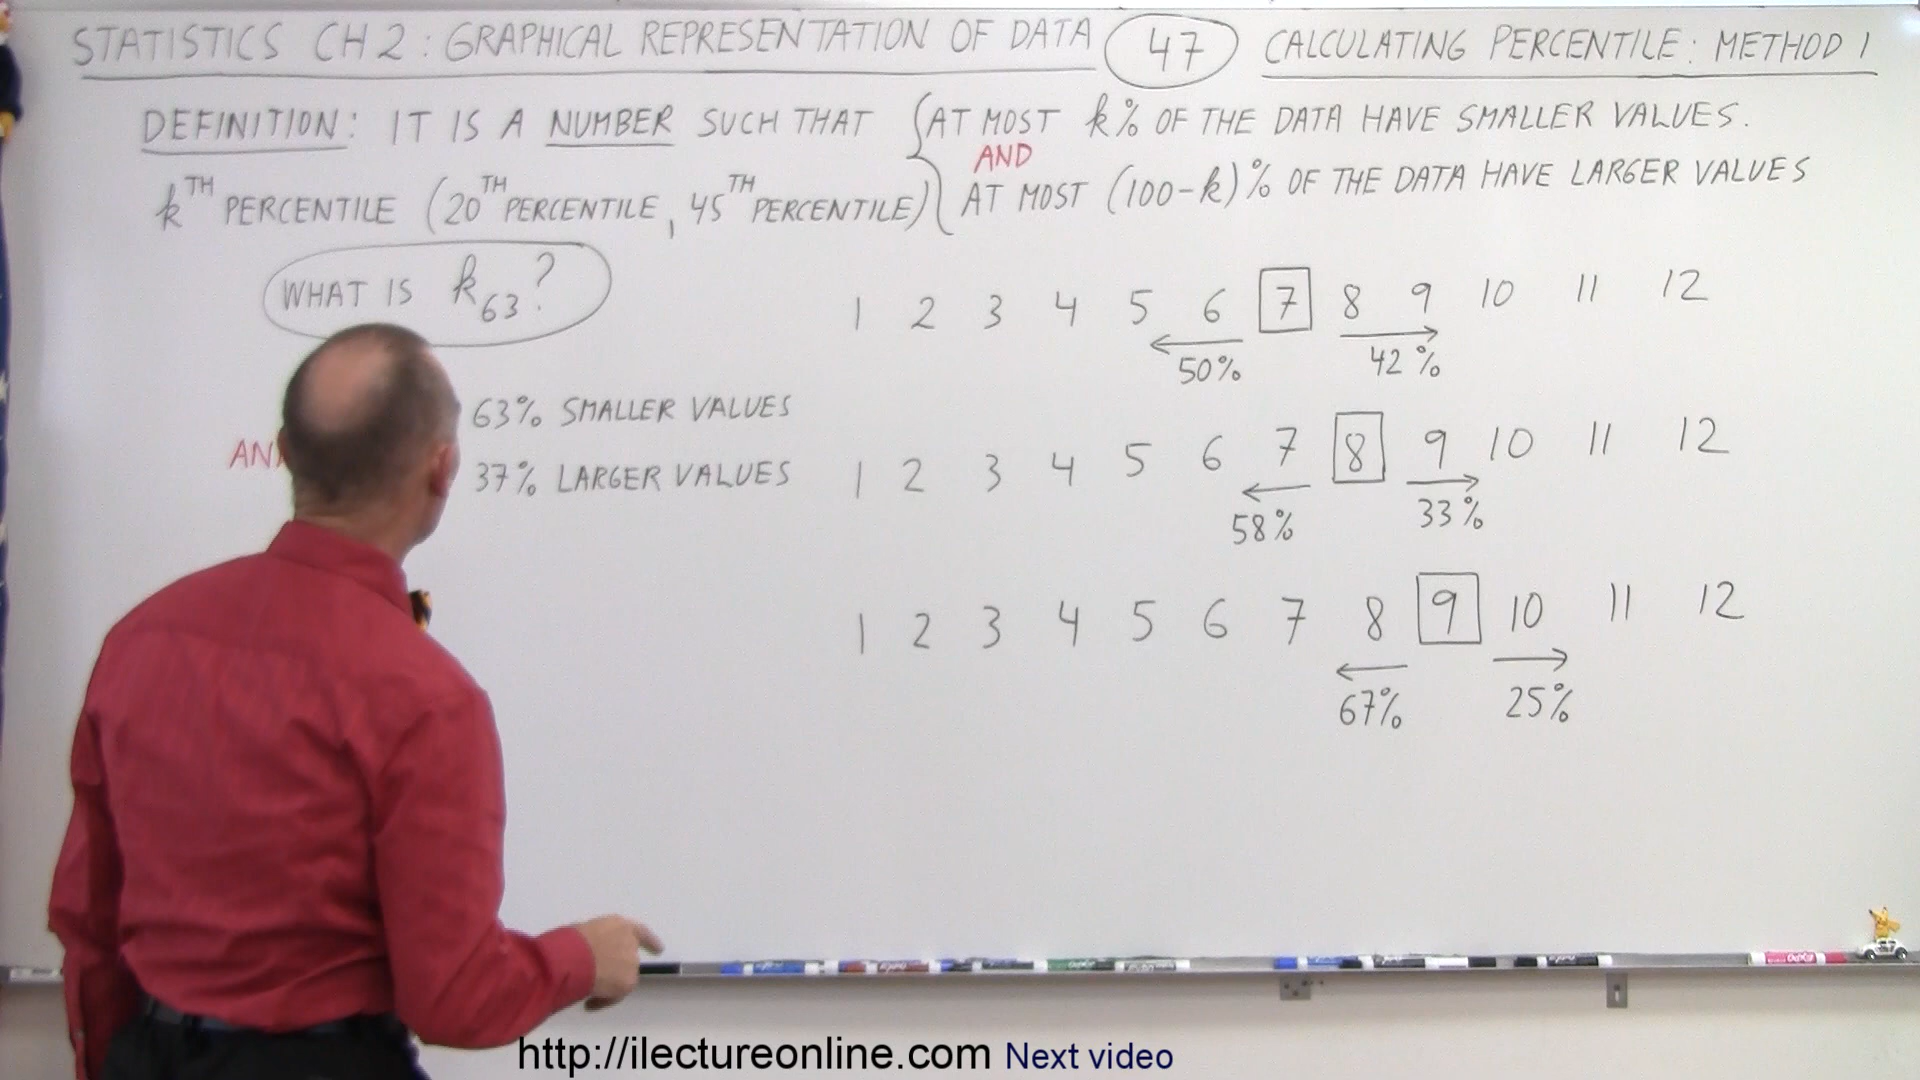 STATISTICS CH 2 : GRAPHICAL REPRESENTATION OF DATA 47 CALCULATING PERCENTILE : METHOD 1
DEFINITION : IT IS A NUMBER SUCH THAT { AT MOST k% OF THE DATA HAVE SMALLER VALUES.
AND
kTH PERCENTILE (20TH PERCENTILE, 45TH PERCENTILE) AT MOST (100-k)% OF THE DATA HAVE LARGER VALUES
WHAT IS k63?
1 2 3 4 5 6 7 8 9 10 11 12
50% 42%
63% SMALLER VALUES
AND
37% LARGER VALUES
1 2 3 4 5 6 7 8 9 10 11 12
58% 33%
1 2 3 4 5 6 7 8 9 10 11 12
67% 25%
http://ilectureonline.com Next video